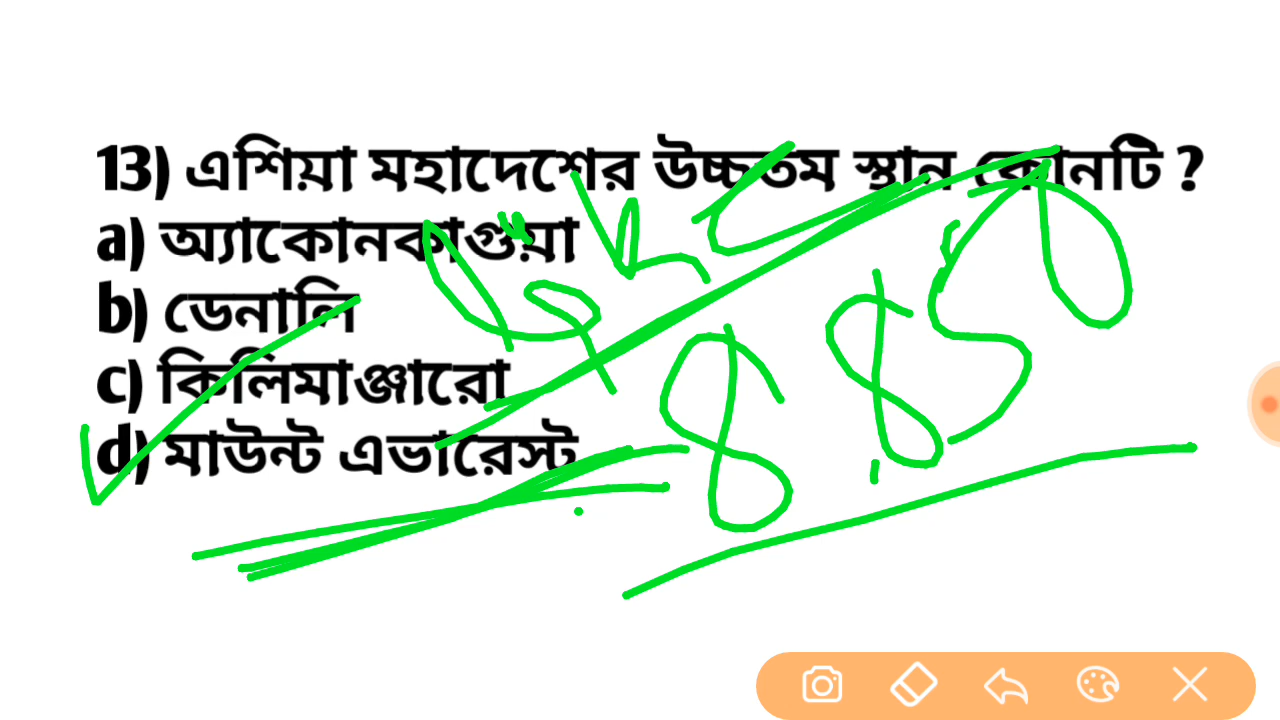 13) এশিয়া মহাদেশের উচ্চতম স্থান কোনটি ?
a) অ্যাকোনকাগুয়া
b) ডেনালি
c) কিলিমাঞ্জারো
d) মাউন্ট এভারেস্ট
8850